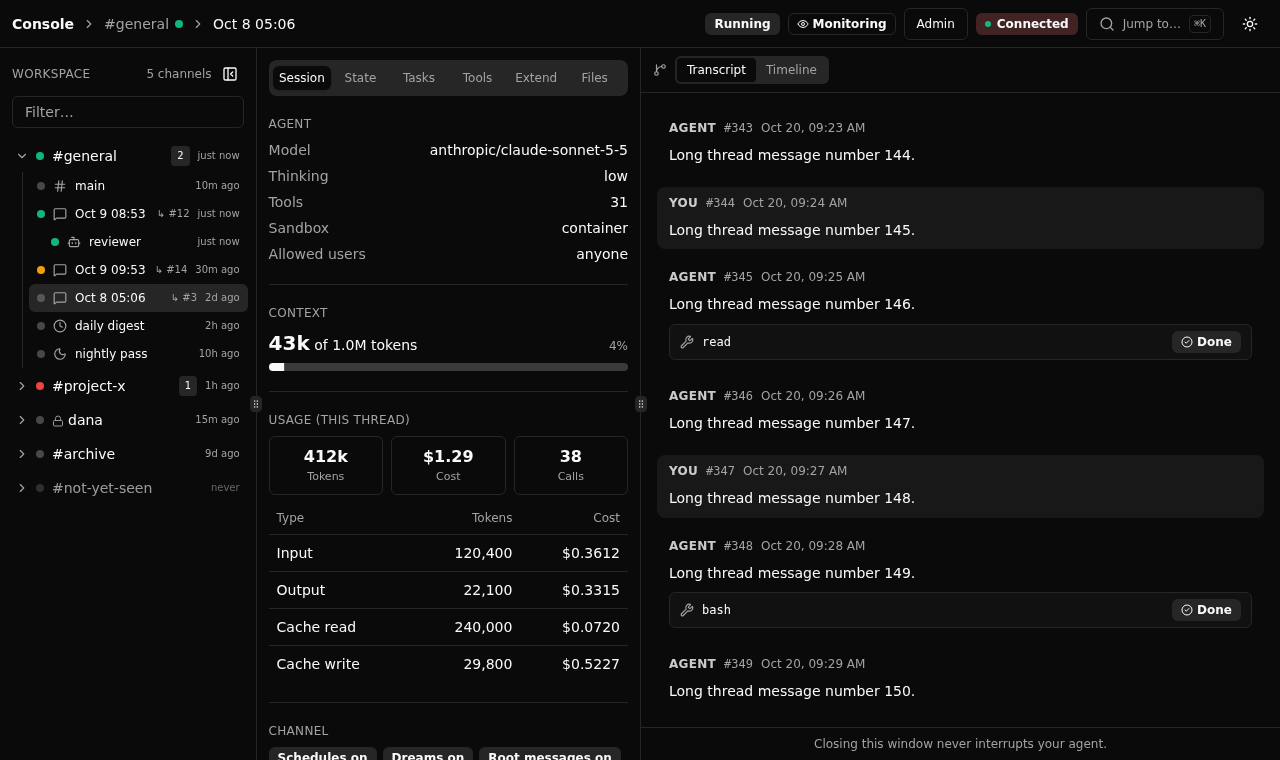 Console > #general > Oct 8 05:06
Running Monitoring Admin Connected Jump to… ⌘K
WORKSPACE 5 channels
Filter…
#general 2 just now
main 10m ago
Oct 9 08:53 ↳ #12 just now
reviewer just now
Oct 9 09:53 ↳ #14 30m ago
Oct 8 05:06 ↳ #3 2d ago
daily digest 2h ago
nightly pass 10h ago
#project-x 1 1h ago
dana 15m ago
#archive 9d ago
#not-yet-seen never
Session State Tasks Tools Extend Files
AGENT
Model anthropic/claude-sonnet-5-5
Thinking low
Tools 31
Sandbox container
Allowed users anyone
CONTEXT
43k of 1.0M tokens 4%
USAGE (THIS THREAD)
412k $1.29 38
Tokens Cost Calls
Type Tokens Cost
Input 120,400 $0.3612
Output 22,100 $0.3315
Cache read 240,000 $0.0720
Cache write 29,800 $0.5227
CHANNEL
Schedules on Dreams on Root messages on
Transcript Timeline
AGENT #343 Oct 20, 09:23 AM
Long thread message number 144.
YOU #344 Oct 20, 09:24 AM
Long thread message number 145.
AGENT #345 Oct 20, 09:25 AM
Long thread message number 146.
read Done
AGENT #346 Oct 20, 09:26 AM
Long thread message number 147.
YOU #347 Oct 20, 09:27 AM
Long thread message number 148.
AGENT #348 Oct 20, 09:28 AM
Long thread message number 149.
bash Done
AGENT #349 Oct 20, 09:29 AM
Long thread message number 150.
Closing this window never interrupts your agent.